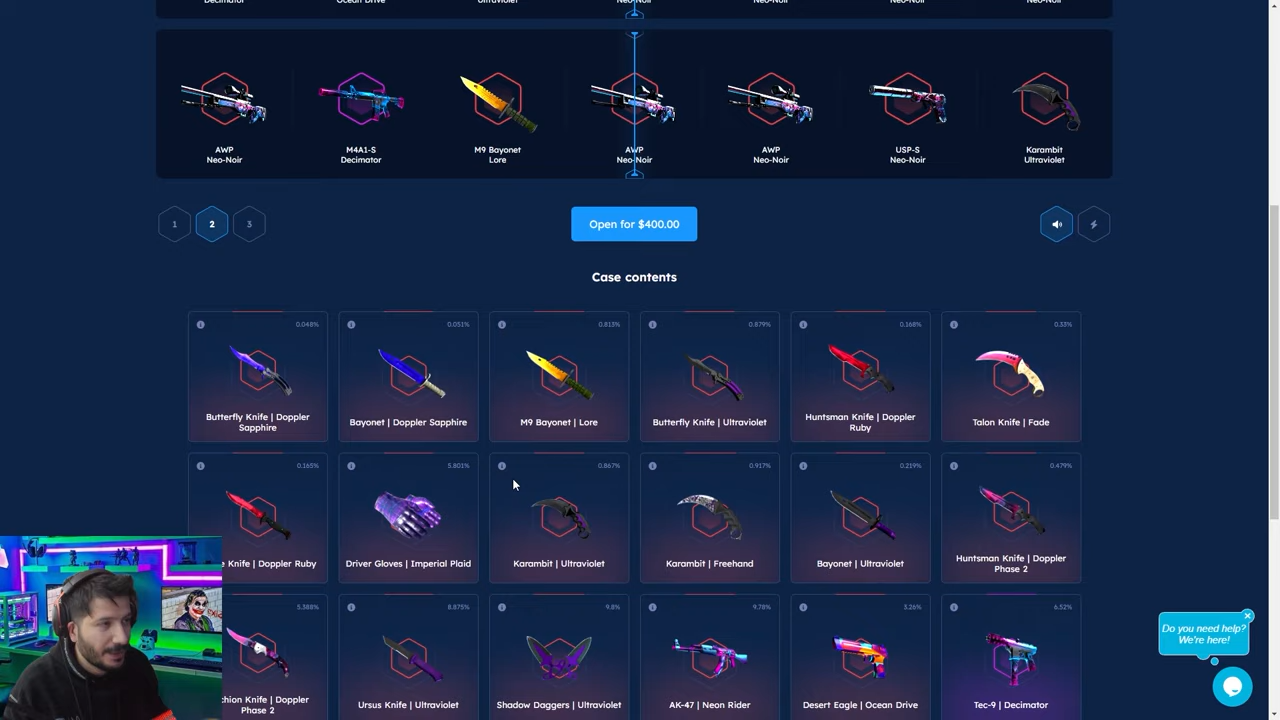 Decimator
Ocean Drive
Ultraviolet
Neo-Noir
Neo-Noir
Neo-Noir
Neo-Noir
AWP
Neo-Noir
M4A1-S
Decimator
M9 Bayonet
Lore
AWP
Neo-Noir
AWP
Neo-Noir
USP-S
Neo-Noir
Karambit
Ultraviolet
1
2
3
Open for $400.00
Case contents
0.048%
Butterfly Knife | Doppler
Sapphire
0.051%
Bayonet | Doppler Sapphire
0.813%
M9 Bayonet | Lore
0.879%
Butterfly Knife | Ultraviolet
0.168%
Huntsman Knife | Doppler
Ruby
0.33%
Talon Knife | Fade
0.165%
Knife | Doppler Ruby
5.801%
Driver Gloves | Imperial Plaid
0.867%
Karambit | Ultraviolet
0.917%
Karambit | Freehand
0.219%
Bayonet | Ultraviolet
0.479%
Huntsman Knife | Doppler
Phase 2
5.388%
Knife | Doppler
Phase 2
8.875%
Ursus Knife | Ultraviolet
9.8%
Shadow Daggers | Ultraviolet
9.78%
AK-47 | Neon Rider
3.26%
Desert Eagle | Ocean Drive
6.52%
Tec-9 | Decimator
Do you need help?
We're here!